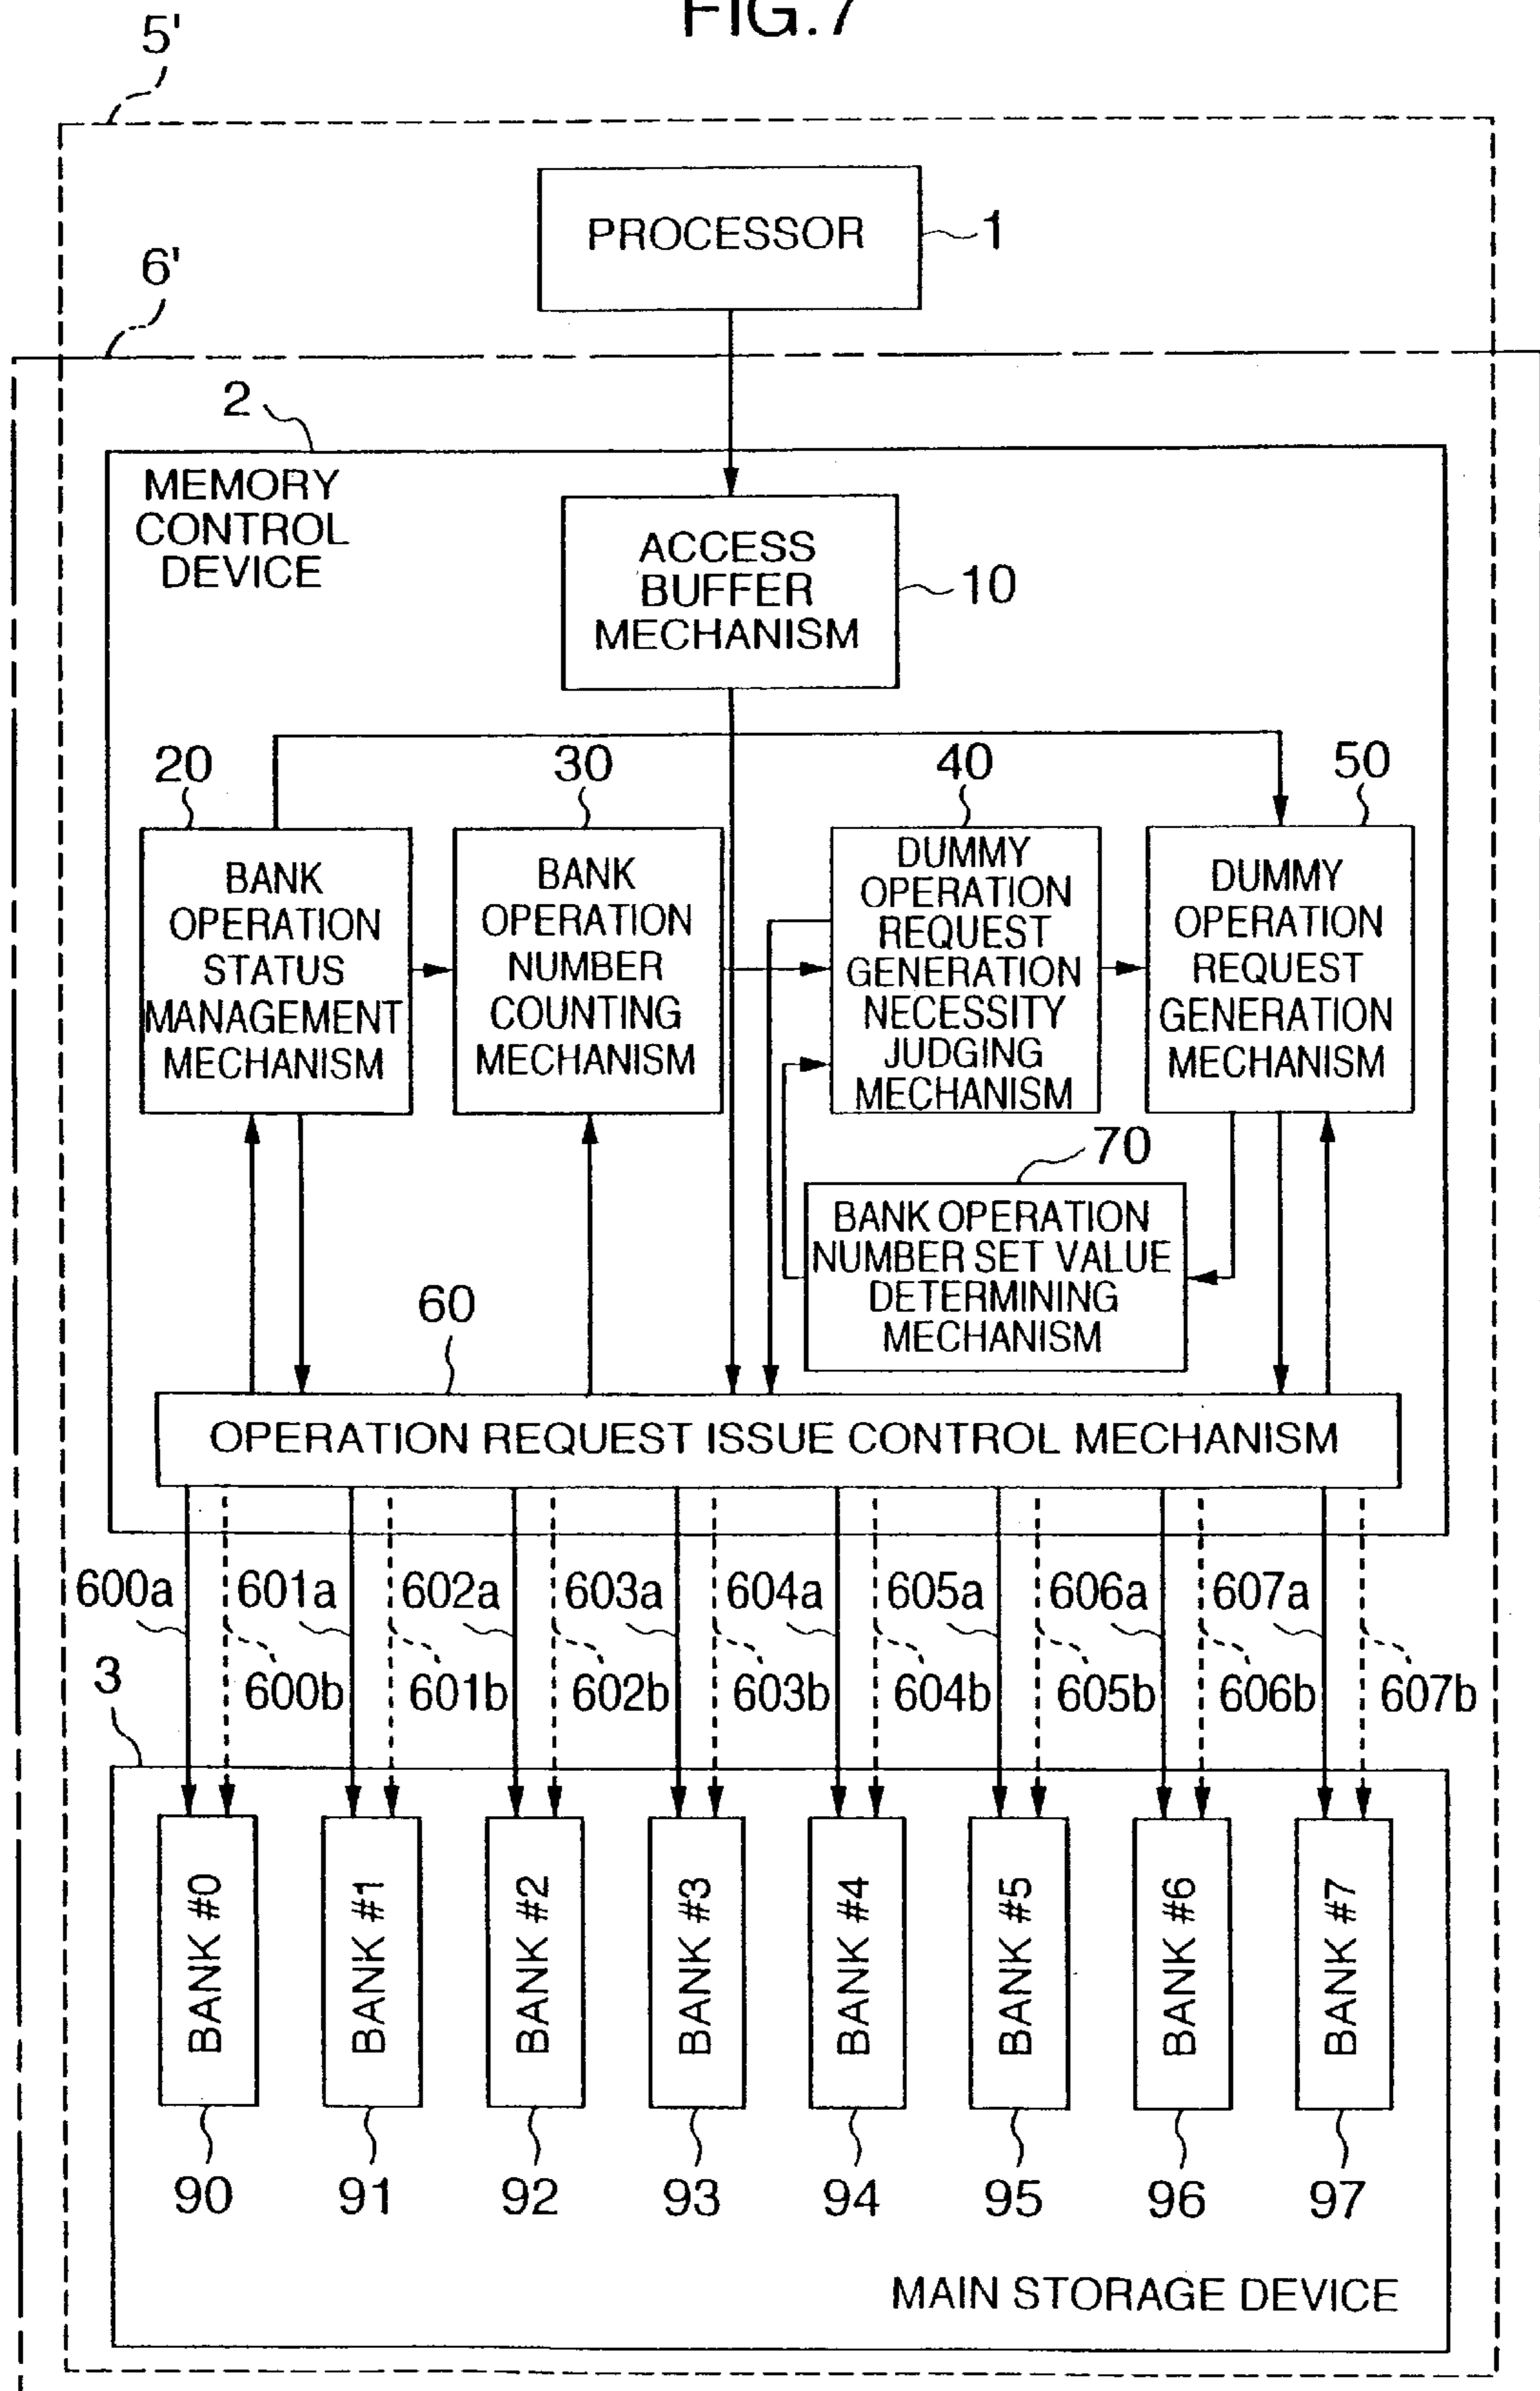 FIG.7
5'
PROCESSOR
1
6'
2
MEMORY
CONTROL
DEVICE
ACCESS
BUFFER
MECHANISM
10
20
30
40
50
BANK
OPERATION
STATUS
MANAGEMENT
MECHANISM
BANK
OPERATION
NUMBER
COUNTING
MECHANISM
DUMMY
OPERATION
REQUEST
GENERATION
NECESSITY
JUDGING
MECHANISM
DUMMY
OPERATION
REQUEST
GENERATION
MECHANISM
70
BANK OPERATION
NUMBER SET VALUE
DETERMINING
MECHANISM
60
OPERATION REQUEST ISSUE CONTROL MECHANISM
600a 601a 602a 603a 604a 605a 606a 607a
600b 601b 602b 603b 604b 605b 606b 607b
3
BANK #0
BANK #1
BANK #2
BANK #3
BANK #4
BANK #5
BANK #6
BANK #7
90 91 92 93 94 95 96 97
MAIN STORAGE DEVICE